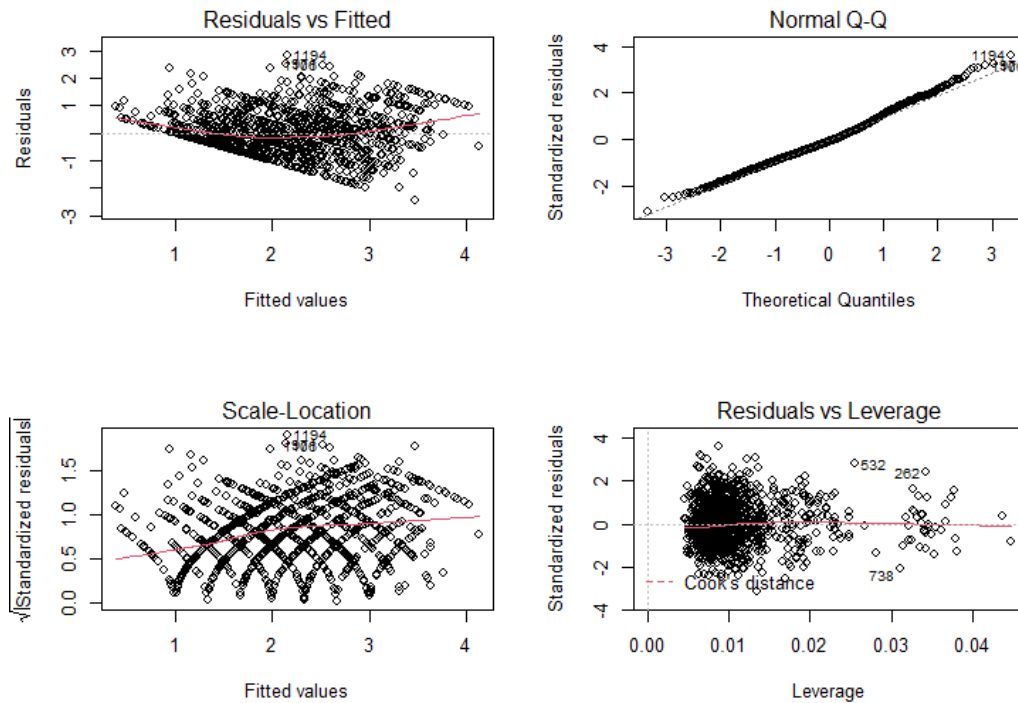 Residuals vs Fitted
Residuals
3
2
1
-1
-3
1194
1 2 3 4
Fitted values
Normal Q-Q
Standardized residuals
4
2
0
-2
1194
-3 -2 -1 0 1 2 3
Theoretical Quantiles
Scale-Location
√|Standardized residuals|
1.5
1.0
0.5
0.0
1194
1 2 3 4
Fitted values
Residuals vs Leverage
Standardized residuals
4
2
0
-2
-4
532
262
738
Cook's distance
0.00 0.01 0.02 0.03 0.04
Leverage